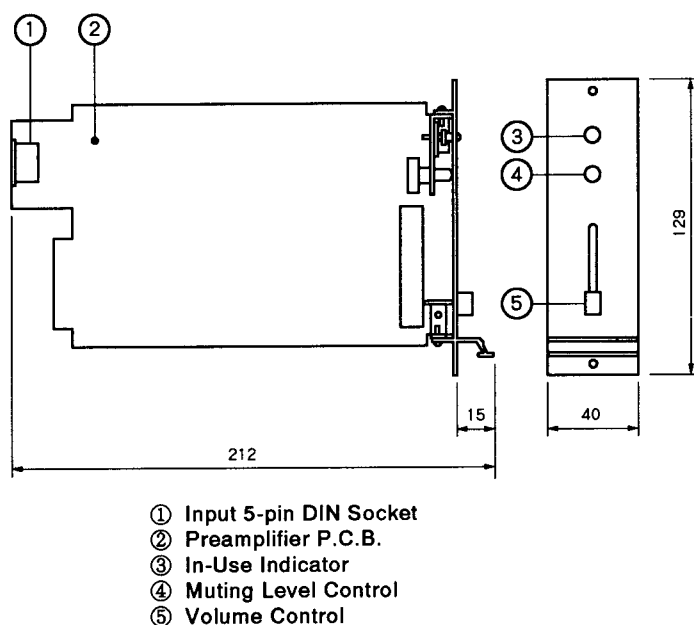 ① ②
③
④
⑤
129
15
40
212
① Input 5-pin DIN Socket
② Preamplifier P.C.B.
③ In-Use Indicator
④ Muting Level Control
⑤ Volume Control